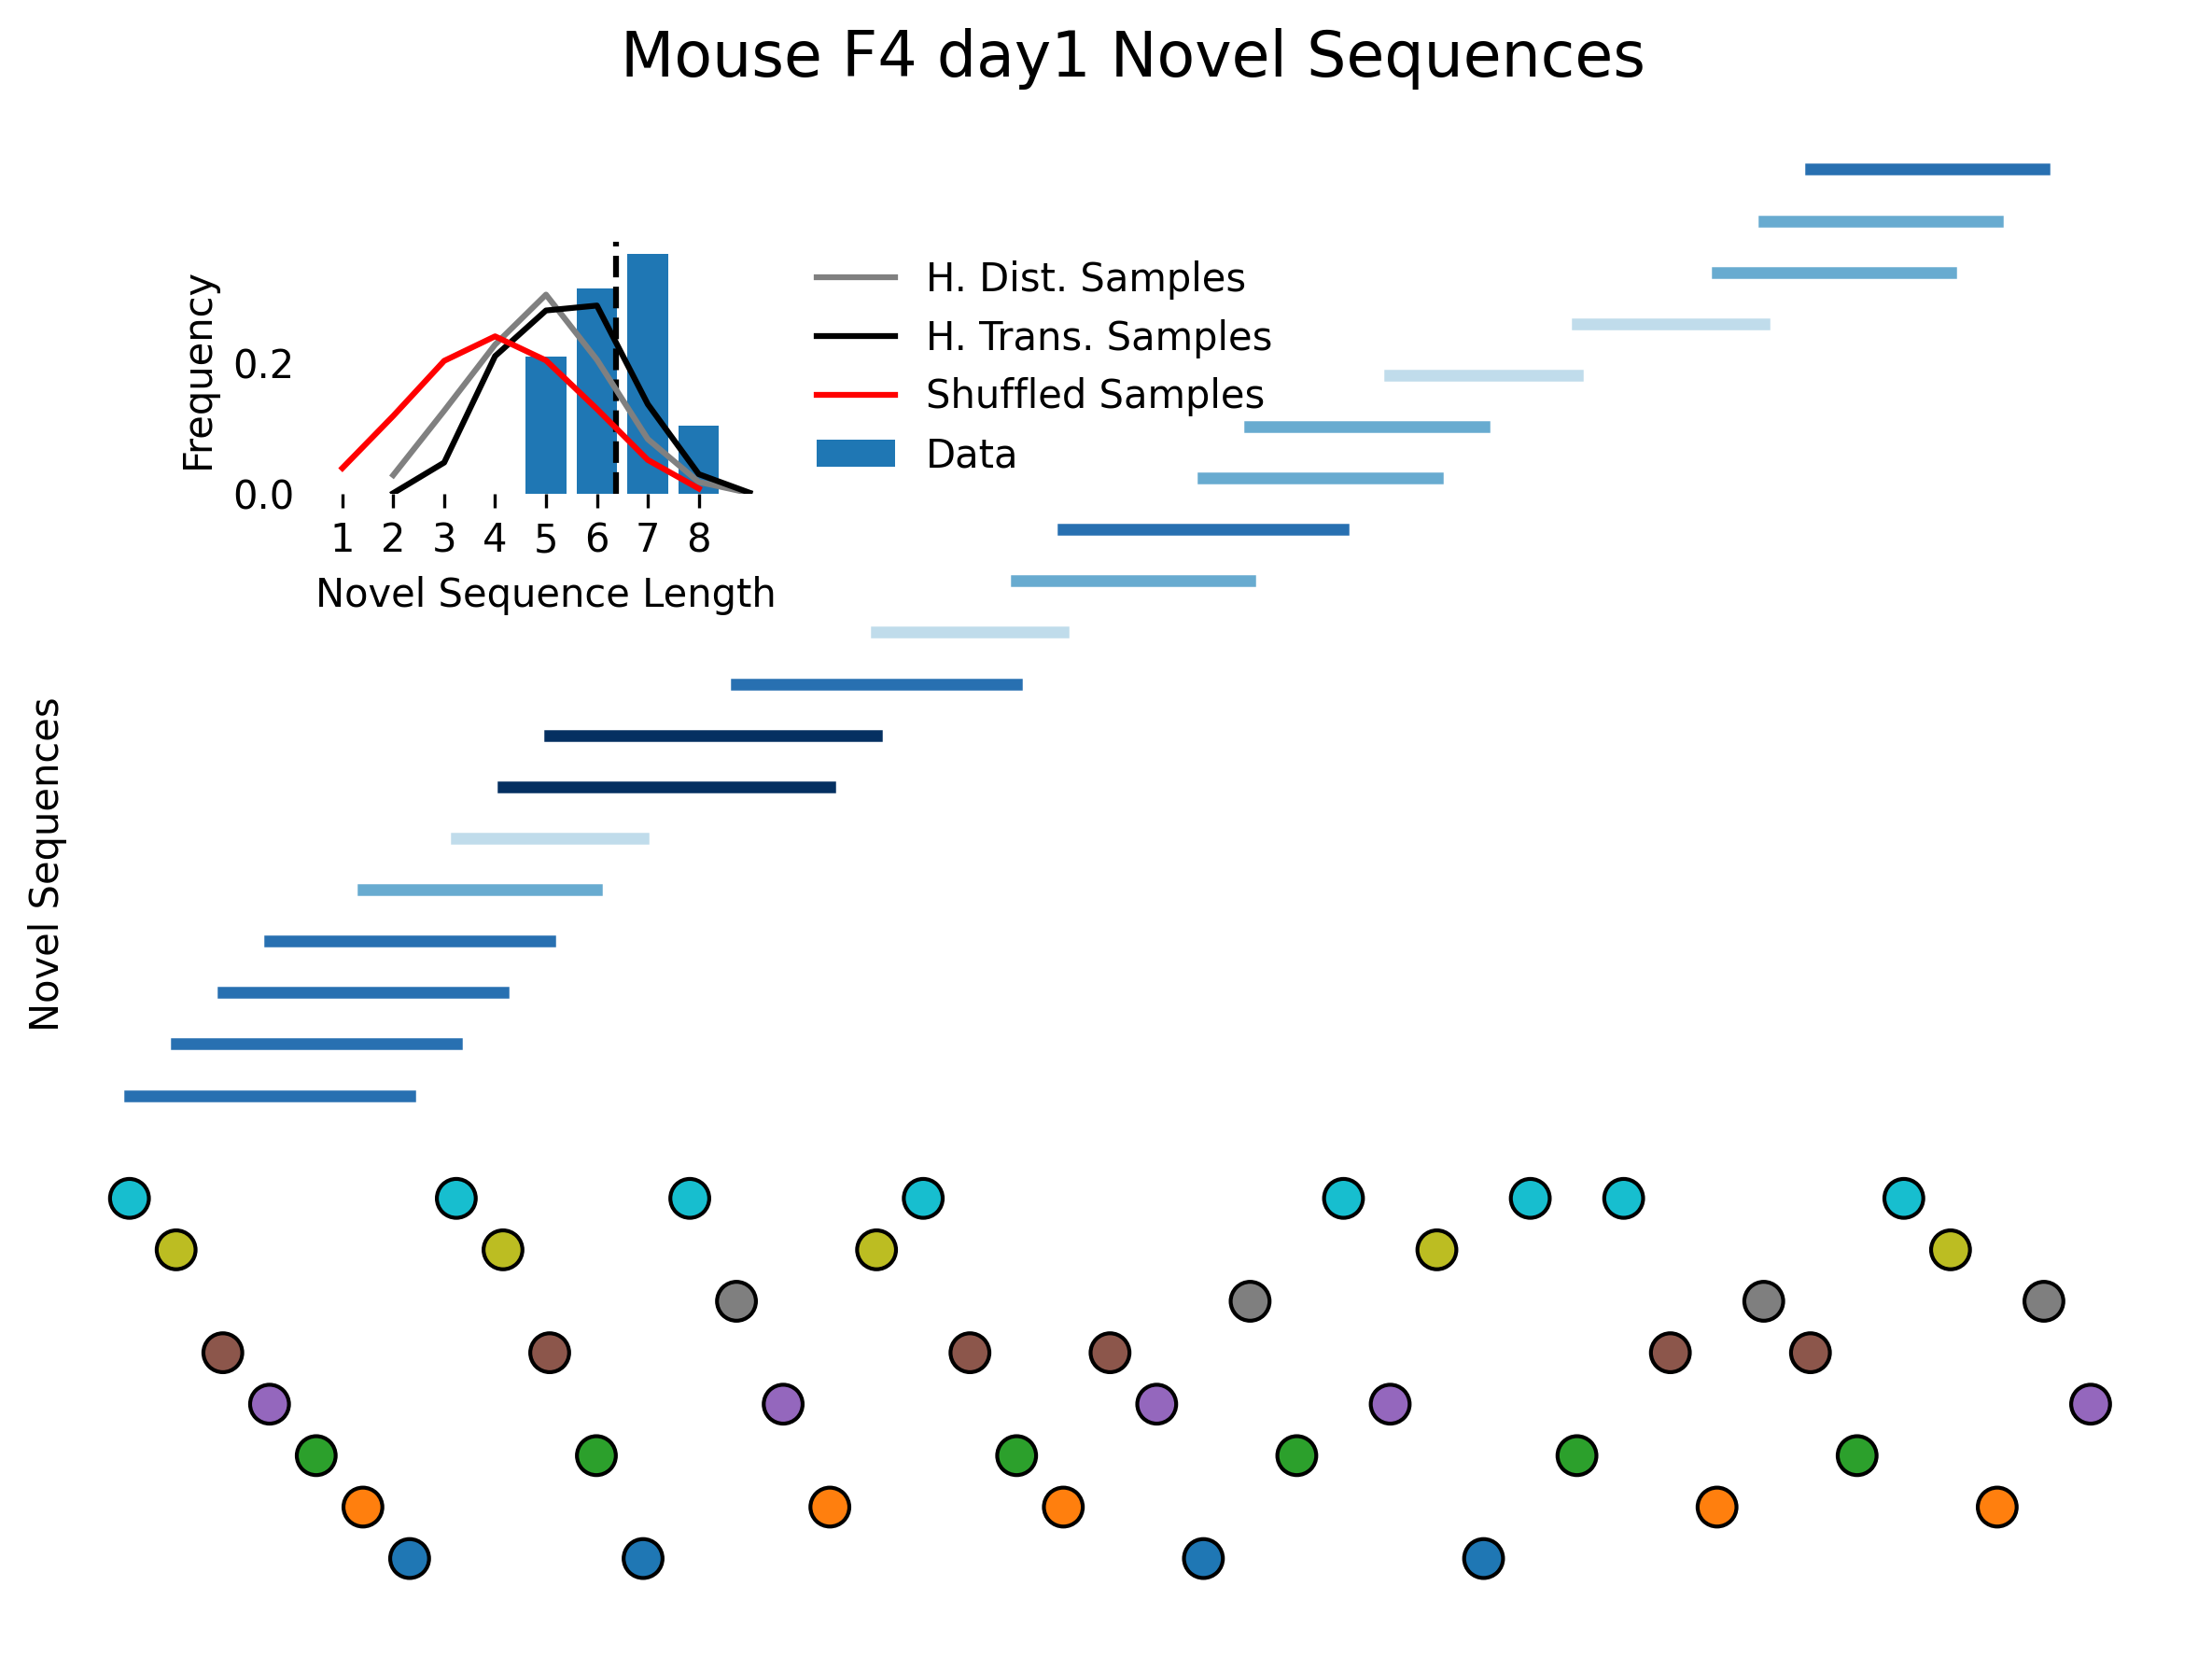 Mouse F4 day1 Novel Sequences
Frequency
0.2
0.0
1 2 3 4 5 6 7 8
Novel Sequence Length
H. Dist. Samples
H. Trans. Samples
Shuffled Samples
Data
Novel Sequences